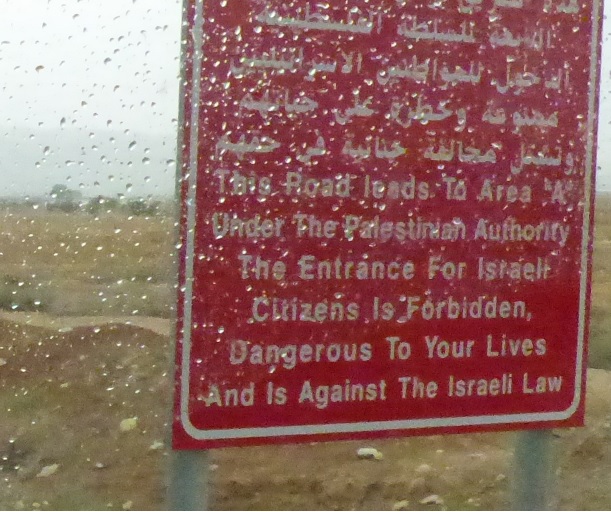 التابعة للسلطة الفلسطينية
الدخول للمواطنين الاسرائيليين
ممنوعة وخطرة على حياتهم
وتشكل مخالفة جنائية في حقهم
This Road leads To Area "A"
Under The Palestinian Authority
The Entrance For Israeli
Citizens Is Forbidden,
Dangerous To Your Lives
And Is Against The Israeli Law